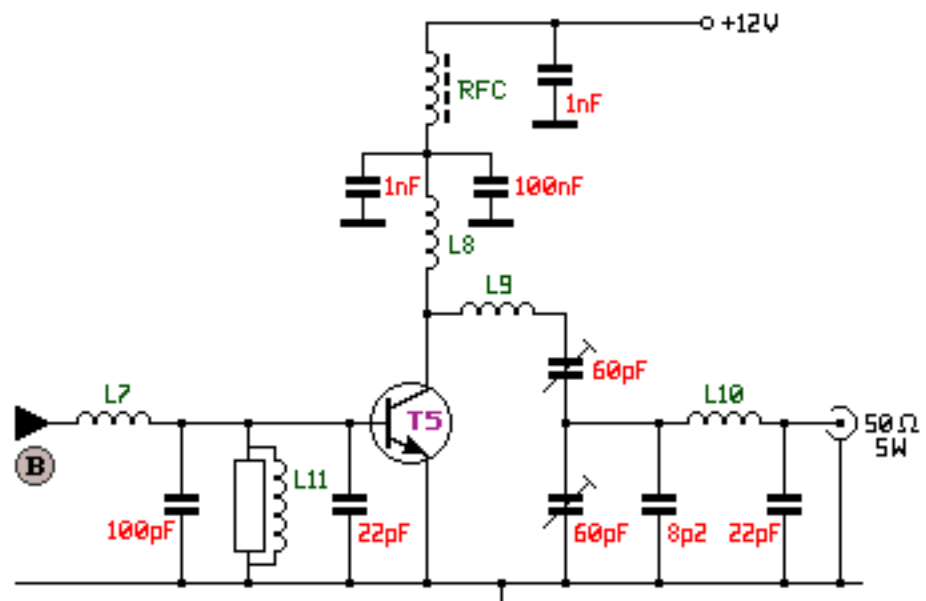 +12V
RFC
1nF
1nF
100nF
L8
L9
60pF
L7
L10
T5
50Ω
5W
B
L11
100pF
22pF
60pF
8p2
22pF